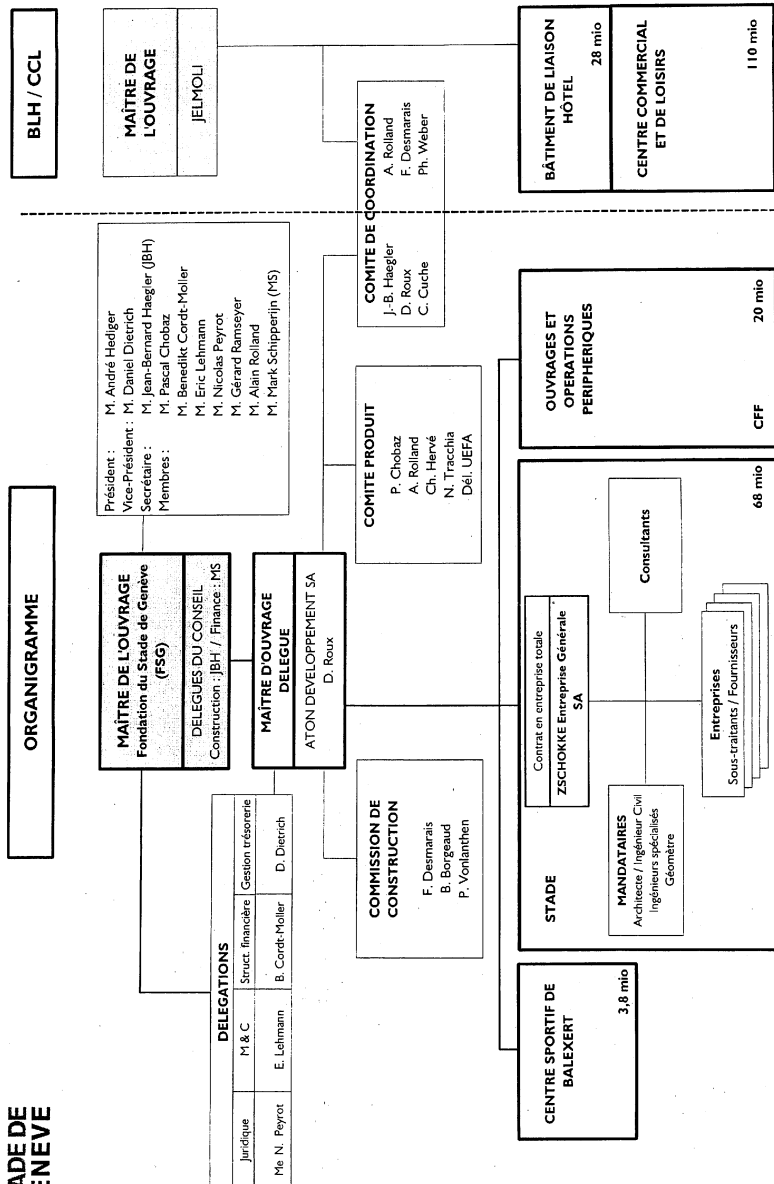 ADE DE
ENEVE
ORGANIGRAMME
BLH / CCL
MAÎTRE DE L'OUVRAGE
Fondation du Stade de Genève
(FSG)
DELEGUES DU CONSEIL
Construction : JBH / Finance : MS
Président : M. André Hediger
Vice-Président : M. Daniel Dietrich
Secrétaire : M. Jean-Bernard Haegler (JBH)
Membres : M. Pascal Chobaz
M. Benedikt Cordt-Moller
M. Eric Lehmann
M. Nicolas Peyrot
M. Gérard Ramseyer
M. Alain Rolland
M. Mark Schipperijn (MS)
MAÎTRE DE
L'OUVRAGE
JELMOLI
DELEGATIONS
Juridique M & C Struct. financière Gestion trésorerie
Me N. Peyrot E. Lehmann B. Cordt-Moller D. Dietrich
MAÎTRE D'OUVRAGE
DELEGUE
ATON DEVELOPPEMENT SA
D. Roux
COMMISSION DE
CONSTRUCTION
F. Desmarais
B. Borgeaud
P. Vonlanthen
COMITE PRODUIT
P. Chobaz
A. Rolland
Ch. Hervé
N. Tracchia
Dél. UEFA
COMITE DE COORDINATION
J.-B. Haegler A. Rolland
D. Roux F. Desmarais
C. Cuche Ph. Weber
CENTRE SPORTIF DE
BALEXERT
3,8 mio
STADE
Contrat en entreprise totale
ZSCHOKKE Entreprise Générale
SA
MANDATAIRES
Architecte / Ingénieur Civil
Ingénieurs spécialisés
Géomètre
Consultants
Entreprises
Sous-traitants / Fournisseurs
68 mio
OUVRAGES ET
OPERATIONS
PERIPHERIQUES
CFF 20 mio
BÂTIMENT DE LIAISON
HÔTEL
28 mio
CENTRE COMMERCIAL
ET DE LOISIRS
110 mio